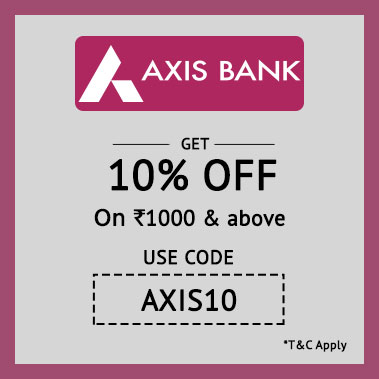 AXIS BANK
GET
10% OFF
On ₹1000 & above
USE CODE
AXIS10
*T&C Apply